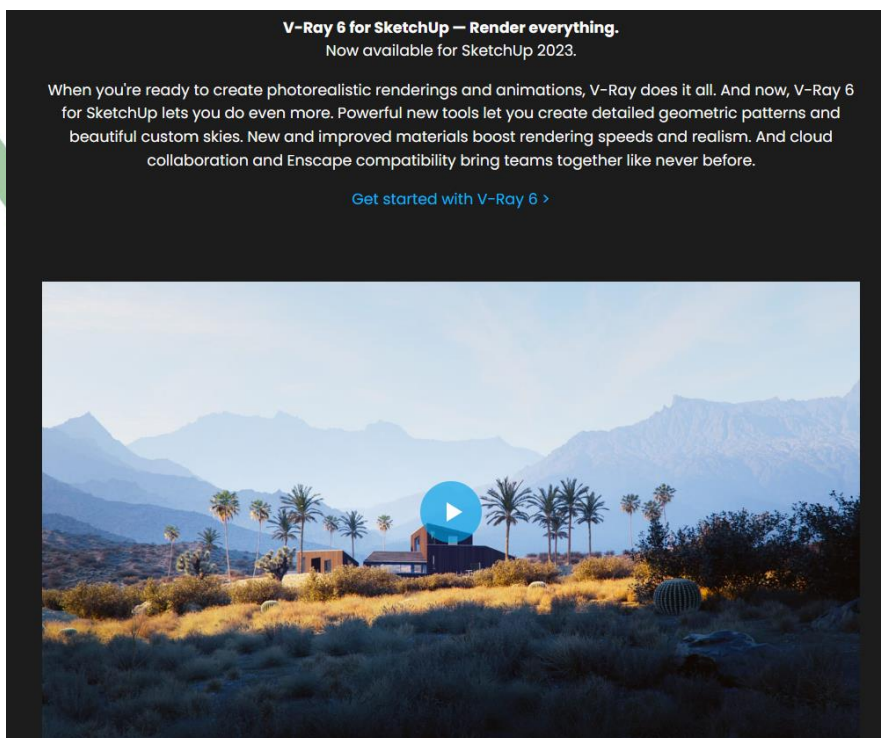 V-Ray 6 for SketchUp — Render everything.
Now available for SketchUp 2023.
When you're ready to create photorealistic renderings and animations, V-Ray does it all. And now, V-Ray 6
for SketchUp lets you do even more. Powerful new tools let you create detailed geometric patterns and
beautiful custom skies. New and improved materials boost rendering speeds and realism. And cloud
collaboration and Enscape compatibility bring teams together like never before.
Get started with V-Ray 6 >